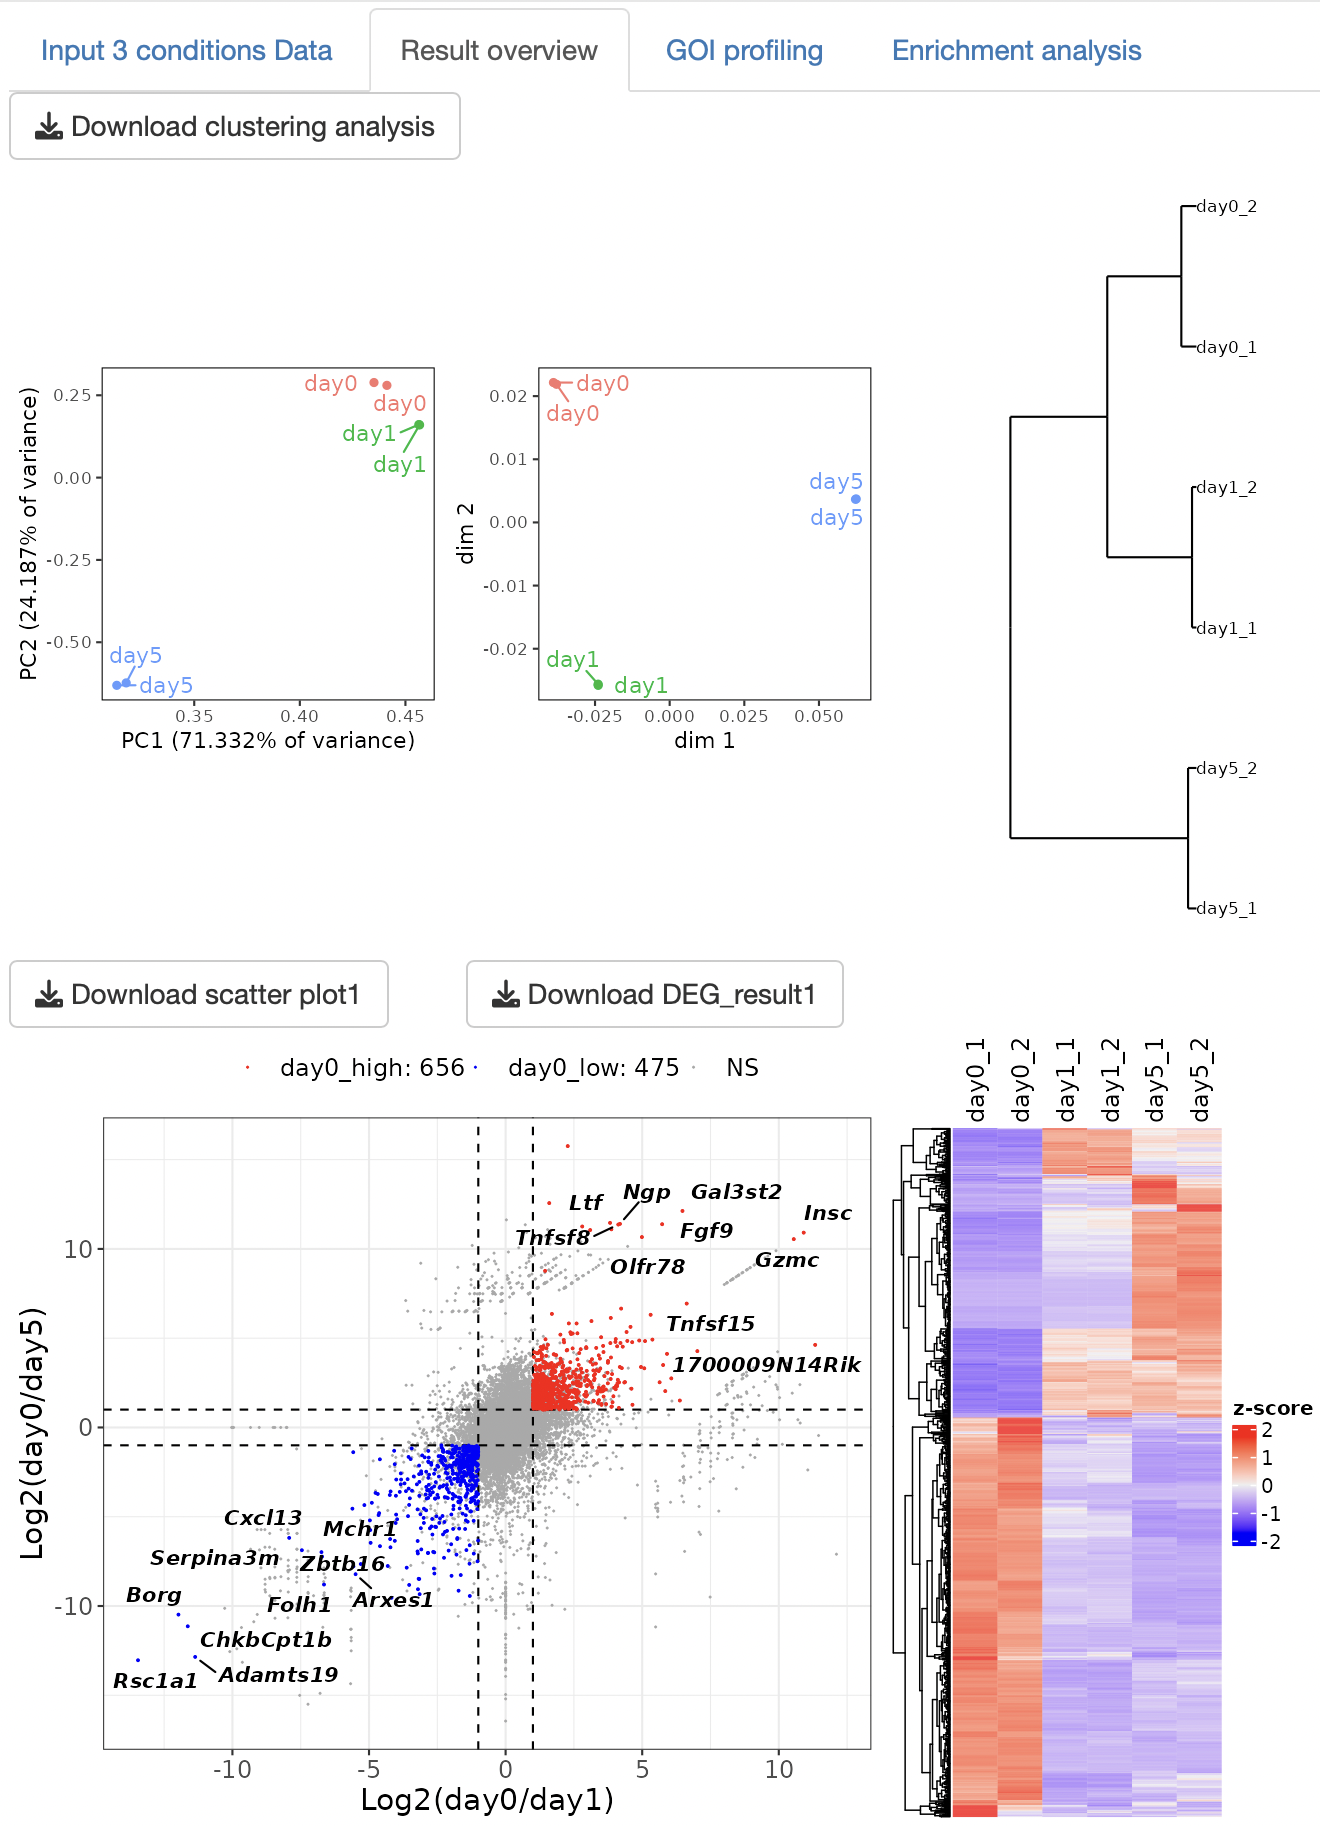 Input 3 conditions Data
Result overview
GOI profiling
Enrichment analysis
Download clustering analysis
day0_2
day0_1
day1_2
day1_1
day5_2
day5_1
PC2 (24.187% of variance)
0.25
0.00
-0.25
-0.50
day0
day0
day1
day1
day5
day5
0.35
0.40
0.45
PC1 (71.332% of variance)
dim 2
0.02
0.01
0.00
-0.01
-0.02
day0
day0
day5
day5
day1
day1
-0.025
0.000
0.025
0.050
dim 1
Download scatter plot1
Download DEG_result1
day0_high: 656
day0_low: 475
NS
Log2(day0/day5)
10
0
-10
Ltf
Ngp
Gal3st2
Insc
Tnfsf8
Fgf9
Olfr78
Gzmc
Tnfsf15
1700009N14Rik
Cxcl13
Mchr1
Serpina3m
Zbtb16
Borg
Folh1
Arxes1
ChkbCpt1b
Rsc1a1
Adamts19
-10
-5
0
5
10
Log2(day0/day1)
day0_1
day0_2
day1_1
day1_2
day5_1
day5_2
z-score
2
1
0
-1
-2